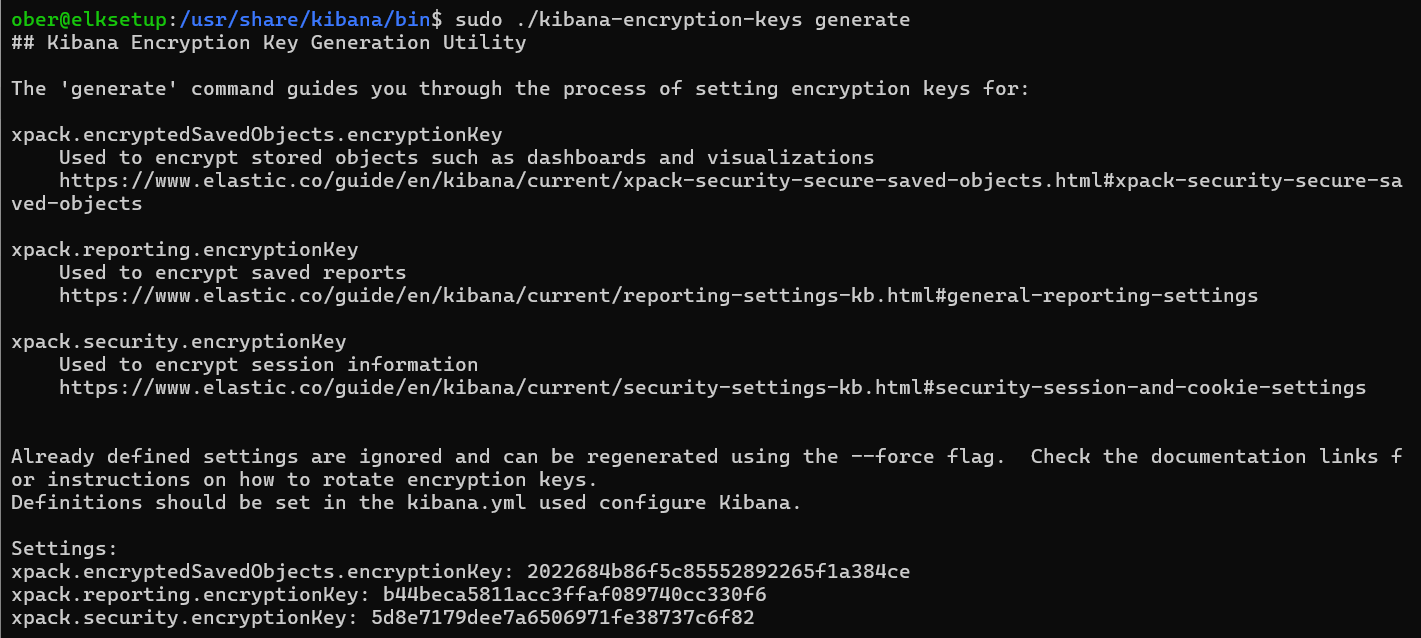 ober@elksetup:/usr/share/kibana/bin$ sudo ./kibana-encryption-keys generate
## Kibana Encryption Key Generation Utility

The 'generate' command guides you through the process of setting encryption keys for:

xpack.encryptedSavedObjects.encryptionKey
    Used to encrypt stored objects such as dashboards and visualizations
    https://www.elastic.co/guide/en/kibana/current/xpack-security-secure-saved-objects.html#xpack-security-secure-sa
ved-objects

xpack.reporting.encryptionKey
    Used to encrypt saved reports
    https://www.elastic.co/guide/en/kibana/current/reporting-settings-kb.html#general-reporting-settings

xpack.security.encryptionKey
    Used to encrypt session information
    https://www.elastic.co/guide/en/kibana/current/security-settings-kb.html#security-session-and-cookie-settings


Already defined settings are ignored and can be regenerated using the --force flag.  Check the documentation links f
or instructions on how to rotate encryption keys.
Definitions should be set in the kibana.yml used configure Kibana.

Settings:
xpack.encryptedSavedObjects.encryptionKey: 2022684b86f5c85552892265f1a384ce
xpack.reporting.encryptionKey: b44beca5811acc3ffaf089740cc330f6
xpack.security.encryptionKey: 5d8e7179dee7a6506971fe38737c6f82